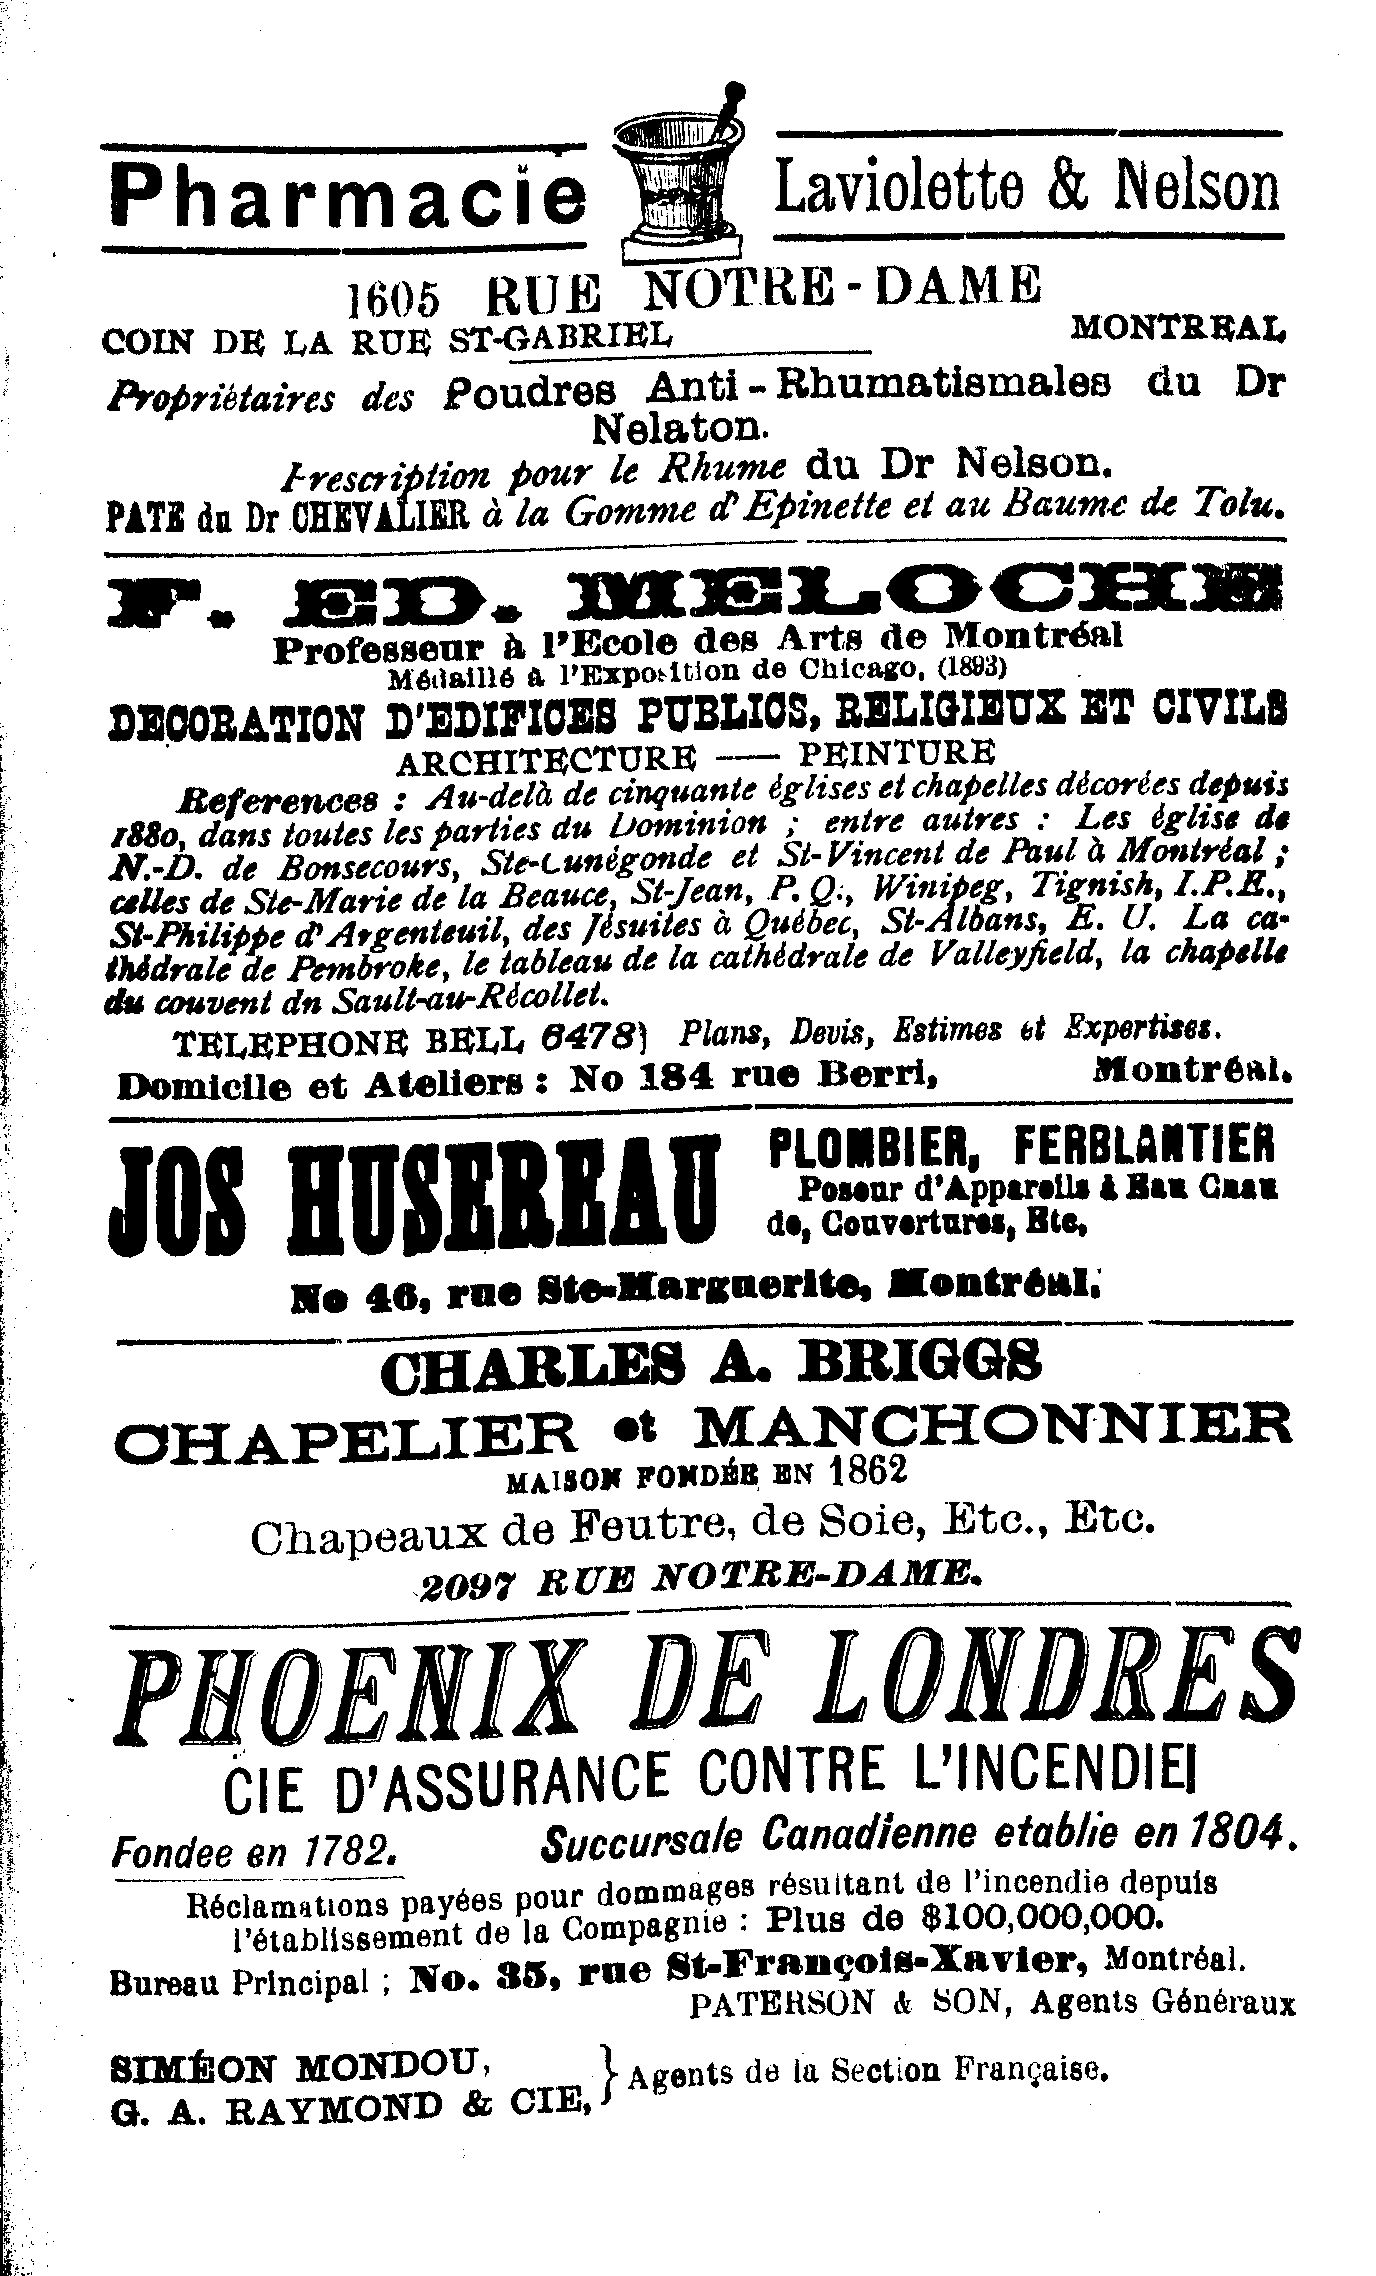 Pharmacie Laviolette & Nelson
1605 RUE NOTRE-DAME
COIN DE LA RUE ST-GABRIEL MONTREAL
Propriétaires des Poudres Anti-Rhumatismales du Dr
Nelaton.
Prescription pour le Rhume du Dr Nelson.
PATE du Dr CHEVALIER à la Gomme d'Epinette et au Baume de Tolu.
F. ED. MELOCHE
Professeur à l'Ecole des Arts de Montréal
Médaillé à l'Exposition de Chicago, (1893)
DECORATION D'EDIFICES PUBLICS, RELIGIEUX ET CIVILS
ARCHITECTURE — PEINTURE
References : Au-delà de cinquante églises et chapelles décorées depuis
1880, dans toutes les parties du Dominion ; entre autres : Les église de
N.-D. de Bonsecours, Ste-Cunégonde et St-Vincent de Paul à Montréal ;
celles de Ste-Marie de la Beauce, St-Jean, P. Q., Winipeg, Tignish, I.P.E.,
St-Philippe d'Argenteuil, des Jésuites à Québec, St-Albans, E. U. La ca-
thédrale de Pembroke, le tableau de la cathédrale de Valleyfield, la chapelle
du couvent dn Sault-au-Récollet.
TELEPHONE BELL 6478) Plans, Devis, Estimes et Expertises.
Domicile et Ateliers : No 184 rue Berri, Montréal.
JOS HUSEREAU PLOMBIER, FERBLANTIER
Poseur d'Appareils à Eau Chau
de, Couvertures, Etc,
No 46, rue Ste-Marguerite, Montréal.
CHARLES A. BRIGGS
CHAPELIER et MANCHONNIER
MAISON FONDÉE EN 1862
Chapeaux de Feutre, de Soie, Etc., Etc.
2097 RUE NOTRE-DAME.
PHOENIX DE LONDRES
CIE D'ASSURANCE CONTRE L'INCENDIE
Fondee en 1782. Succursale Canadienne etablie en 1804.
Réclamations payées pour dommages résultant de l'incendie depuis
l'établissement de la Compagnie : Plus de $100,000,000.
Bureau Principal ; No. 35, rue St-François-Xavier, Montréal.
PATERSON & SON, Agents Généraux
SIMÉON MONDOU,
G. A. RAYMOND & CIE, } Agents de la Section Française.